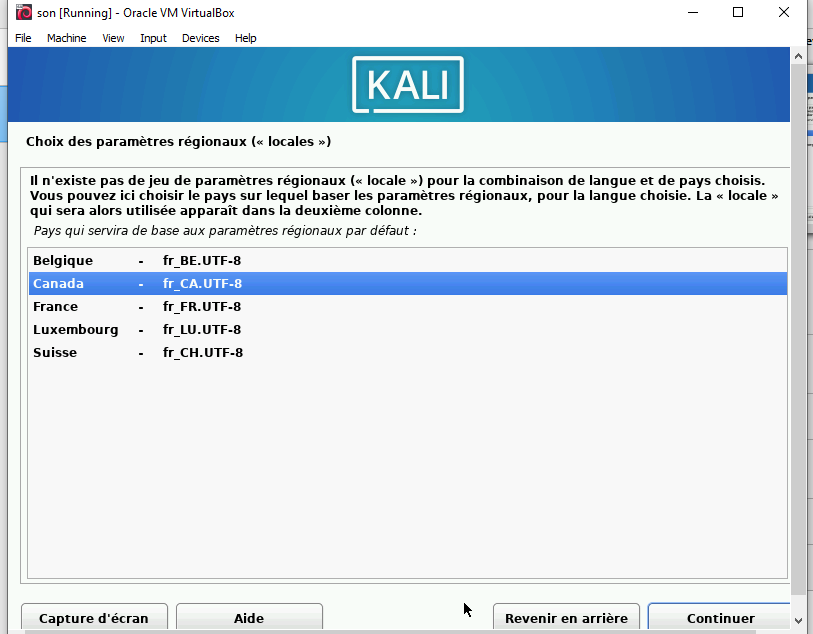 son [Running] - Oracle VM VirtualBox
File Machine View Input Devices Help
KALI
Choix des paramètres régionaux (« locales »)
Il n'existe pas de jeu de paramètres régionaux (« locale ») pour la combinaison de langue et de pays choisis.
Vous pouvez ici choisir le pays sur lequel baser les paramètres régionaux, pour la langue choisie. La « locale »
qui sera alors utilisée apparaît dans la deuxième colonne.
Pays qui servira de base aux paramètres régionaux par défaut :
Belgique - fr_BE.UTF-8
Canada - fr_CA.UTF-8
France - fr_FR.UTF-8
Luxembourg - fr_LU.UTF-8
Suisse - fr_CH.UTF-8
Capture d'écran Aide Revenir en arrière Continuer